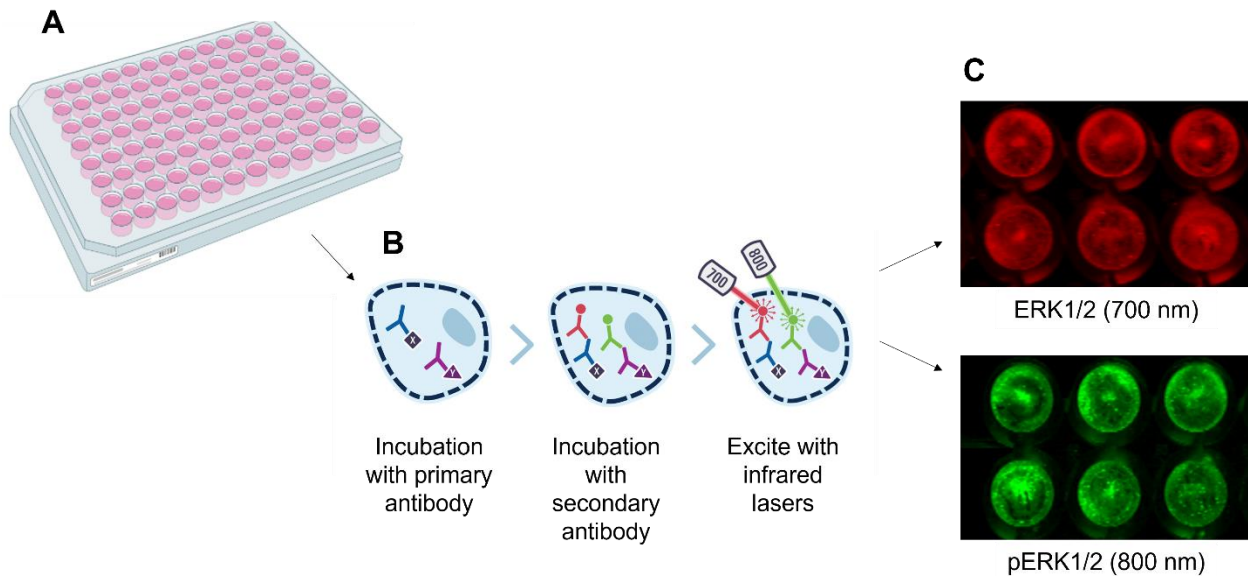 A
B
C
700
800
X
Y
X
Y
X
Y
Incubation
with primary
antibody
Incubation
with
secondary
antibody
Excite with
infrared
lasers
ERK1/2 (700 nm)
pERK1/2 (800 nm)